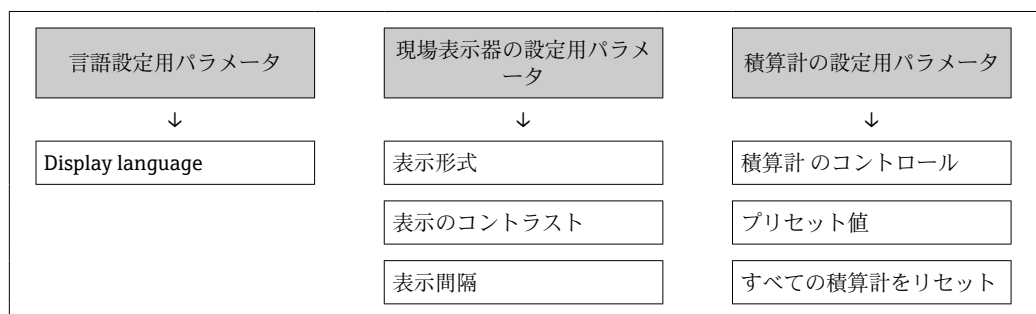 言語設定用パラメータ
↓
Display language
現場表示器の設定用パラメ
ータ
↓
表示形式
表示のコントラスト
表示間隔
積算計の設定用パラメータ
↓
積算計 のコントロール
プリセット値
すべての積算計をリセット